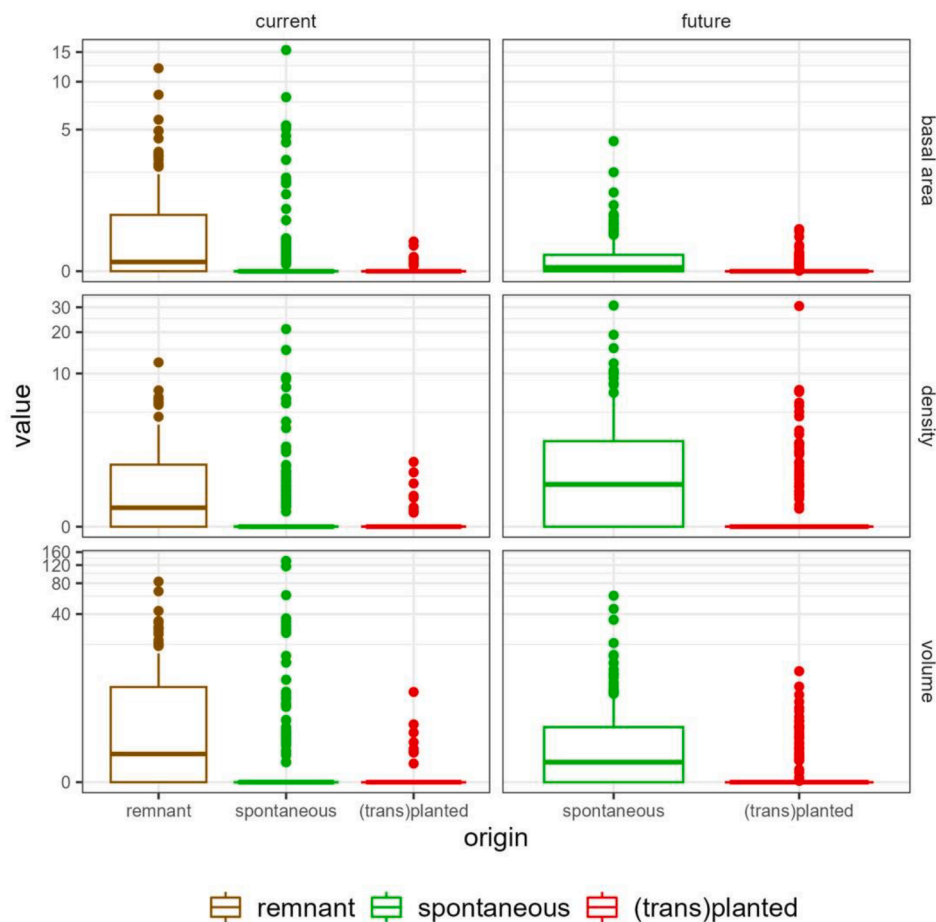 current future
15
10
5
0
basal area
30
20
10
0
density
value
160
120
80
40
0
volume
remnant spontaneous (trans)planted spontaneous (trans)planted
origin
remnant spontaneous (trans)planted